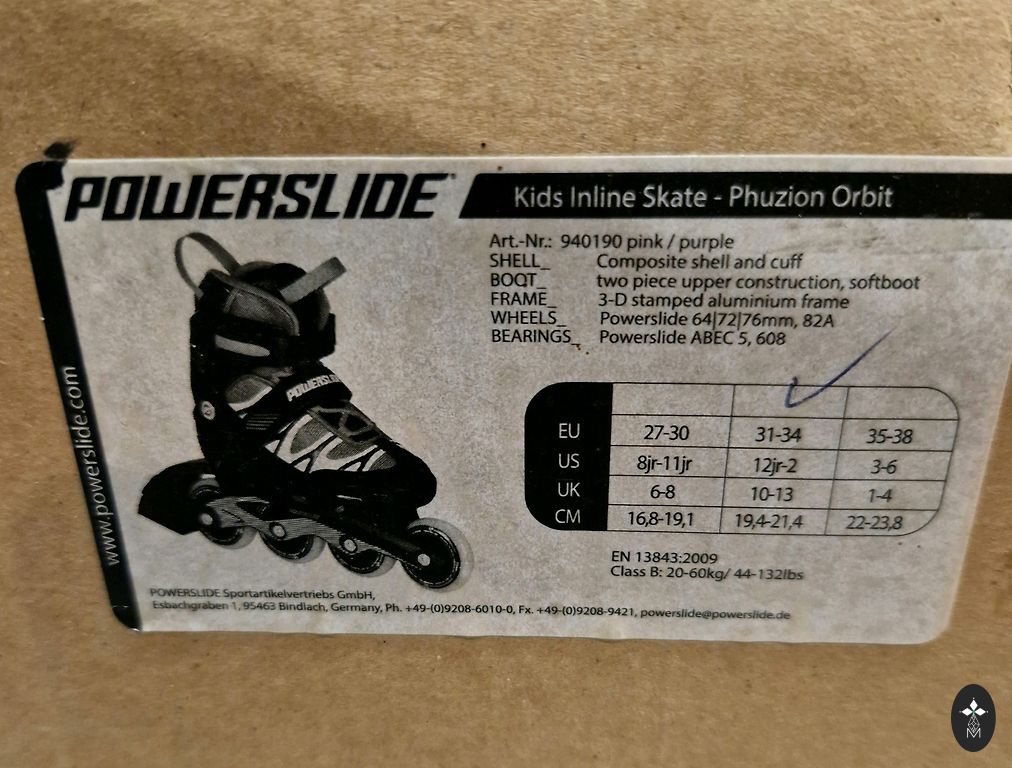 POWERSLIDE
Kids Inline Skate - Phuzion Orbit
Art.-Nr.: 940190 pink / purple
SHELL_ Composite shell and cuff
BOOT_ two piece upper construction, softboot
FRAME_ 3-D stamped aluminium frame
WHEELS_ Powerslide 64|72|76mm, 82A
BEARINGS_ Powerslide ABEC 5, 608
POWERSLIDE
www.powerslide.com
EU 27-30 31-34 35-38
US 8jr-11jr 12jr-2 3-6
UK 6-8 10-13 1-4
CM 16,8-19,1 19,4-21,4 22-23,8
EN 13843:2009
Class B: 20-60kg/ 44-132lbs
POWERSLIDE Sportartikelvertriebs GmbH,
Esbachgraben 1, 95463 Bindlach, Germany, Ph. +49-(0)9208-6010-0, Fx. +49-(0)9208-9421, powerslide@powerslide.de
M